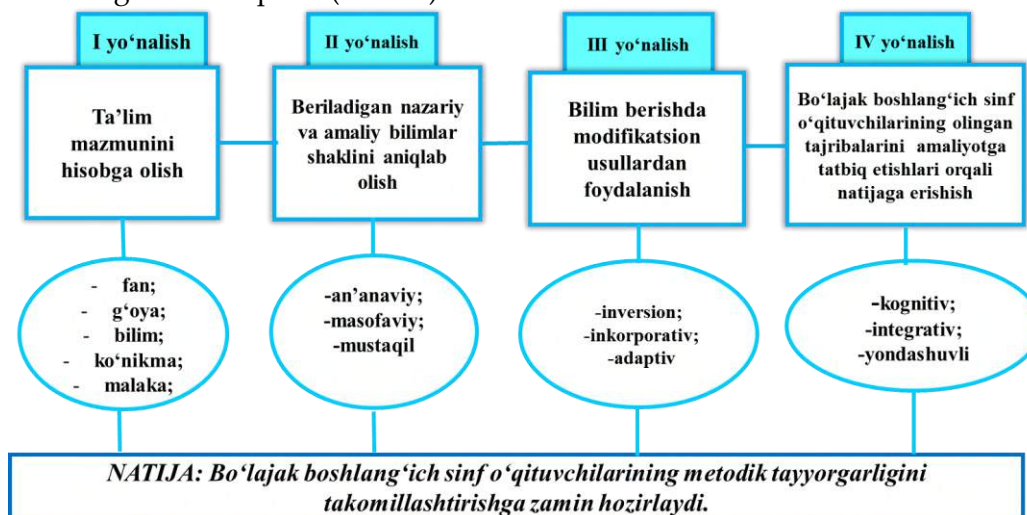 I yo‘nalish
Ta’lim
mazmunini
hisobga olish
- fan;
- g‘oya;
- bilim;
- ko‘nikma;
- malaka;
II yo‘nalish
Beriladigan nazariy
va amaliy bilimlar
shaklini aniqlab
olish
-an’anaviy;
-masofaviy;
-mustaqil
III yo‘nalish
Bilim berishda
modifikatsion
usullardan
foydalanish
-inversion;
-inkorporativ;
-adaptiv
IV yo‘nalish
Bo‘lajak boshlang‘ich sinf
o‘qituvchilarining olingan
tajribalarini amaliyotga
tatbiq etishlari orqali
natijaga erishish
-kognitiv;
-integrativ;
-yondashuvli
NATIJA: Bo‘lajak boshlang‘ich sinf o‘qituvchilarining metodik tayyorgarligini
takomillashtirishga zamin hozirlaydi.